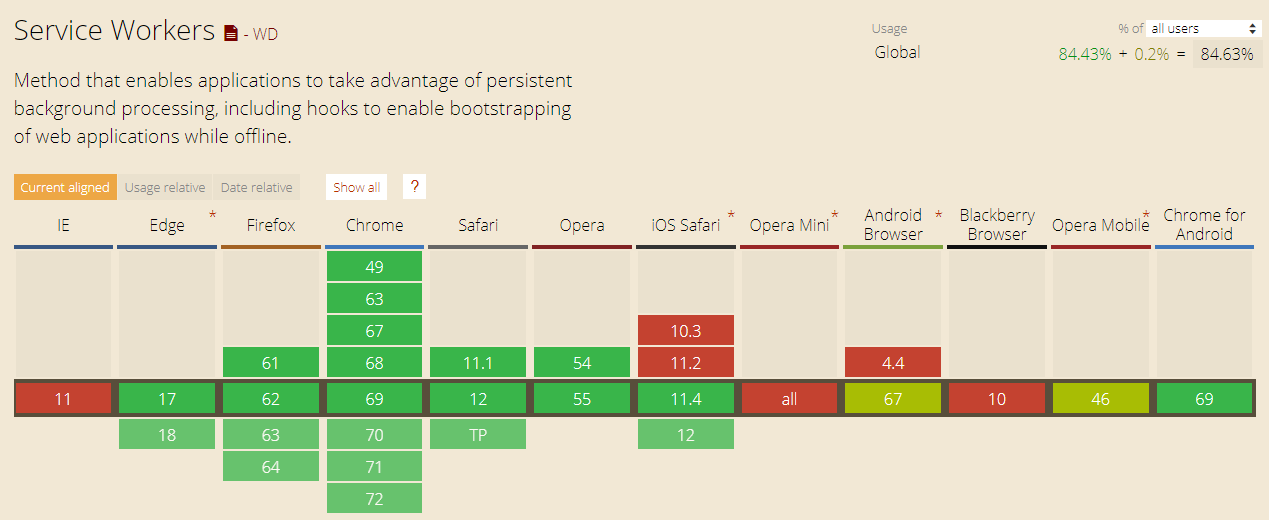 Service Workers - WD
Usage % of all users
Global 84.43% + 0.2% = 84.63%
Method that enables applications to take advantage of persistent
background processing, including hooks to enable bootstrapping
of web applications while offline.
Current aligned Usage relative Date relative Show all ?
IE Edge * Firefox Chrome Safari Opera iOS Safari * Opera Mini * Android Browser * Blackberry Browser Opera Mobile * Chrome for Android
49
63
67 10.3
61 68 11.1 54 11.2 4.4
11 17 62 69 12 55 11.4 all 67 10 46 69
18 63 70 TP 12
64 71
72